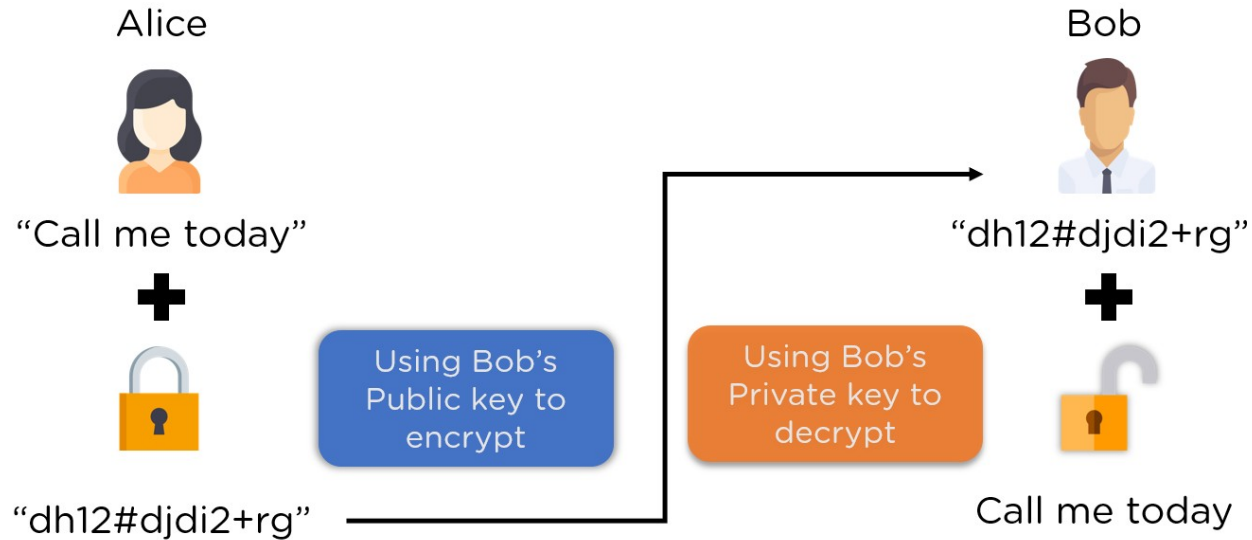 Alice
Bob
“Call me today”
“dh12#djdi2+rg”
Using Bob’s
Public key to
encrypt
Using Bob’s
Private key to
decrypt
“dh12#djdi2+rg”
Call me today